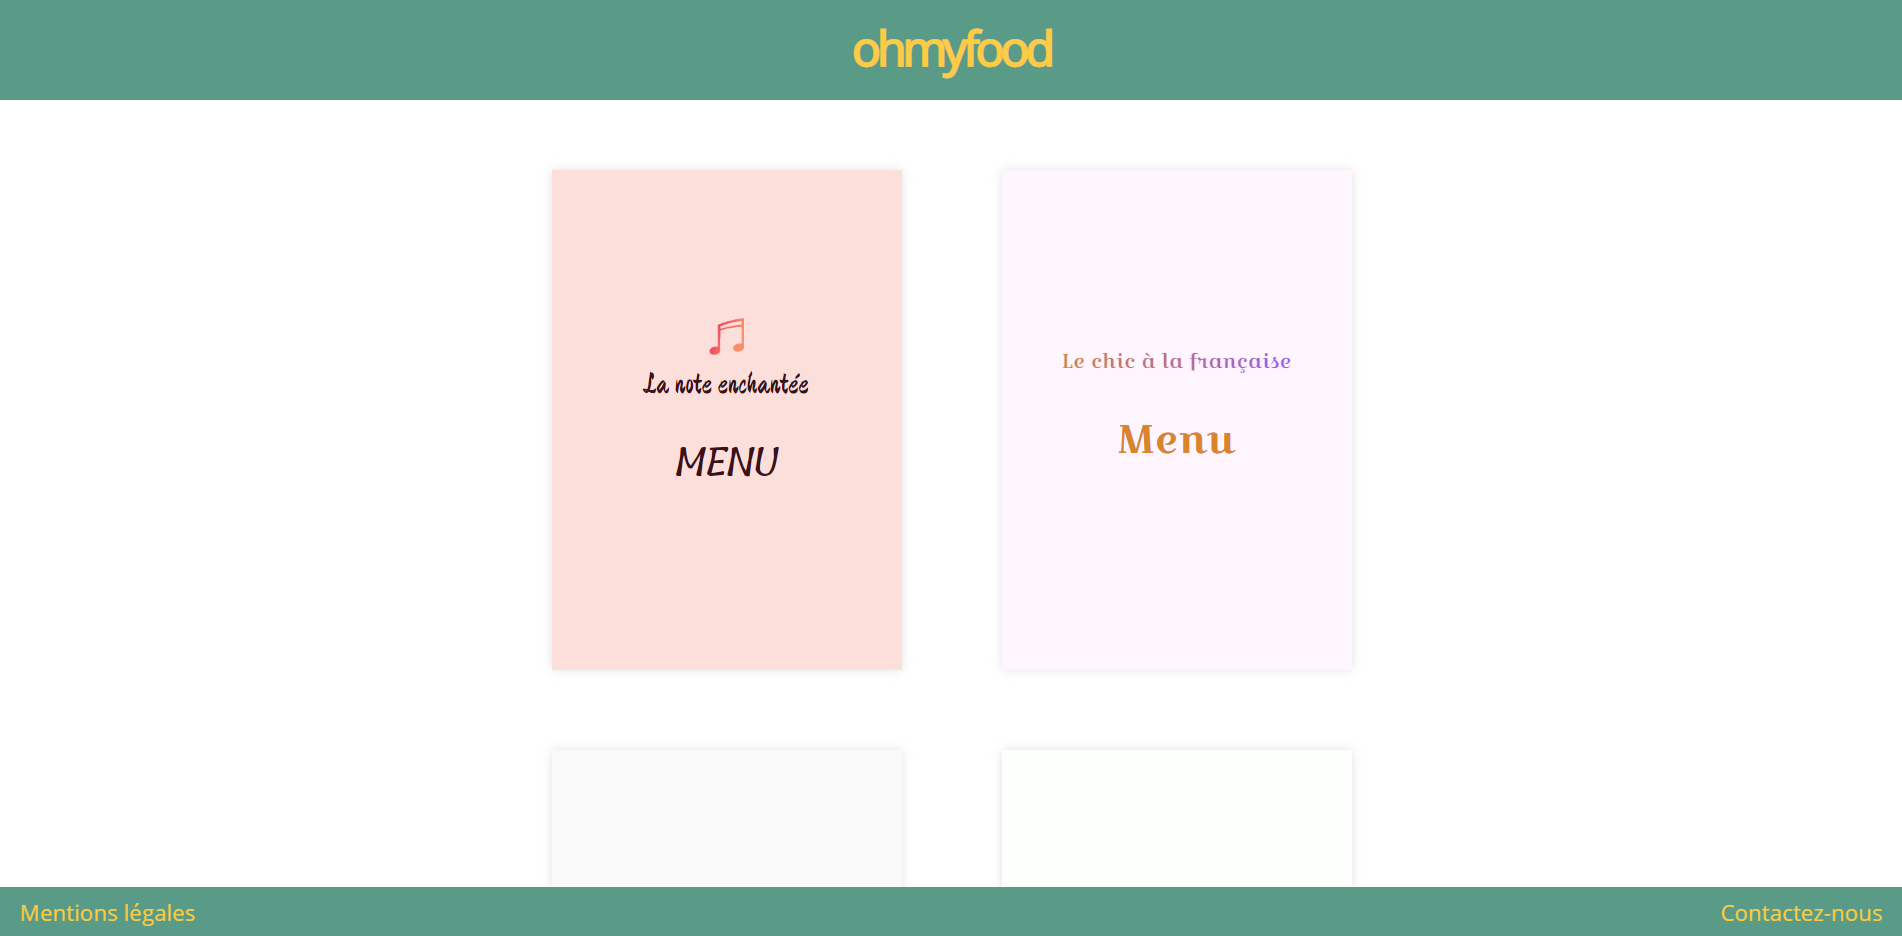 ohmyfood
La note enchantée
MENU
Le chic à la française
Menu
Mentions légales
Contactez-nous